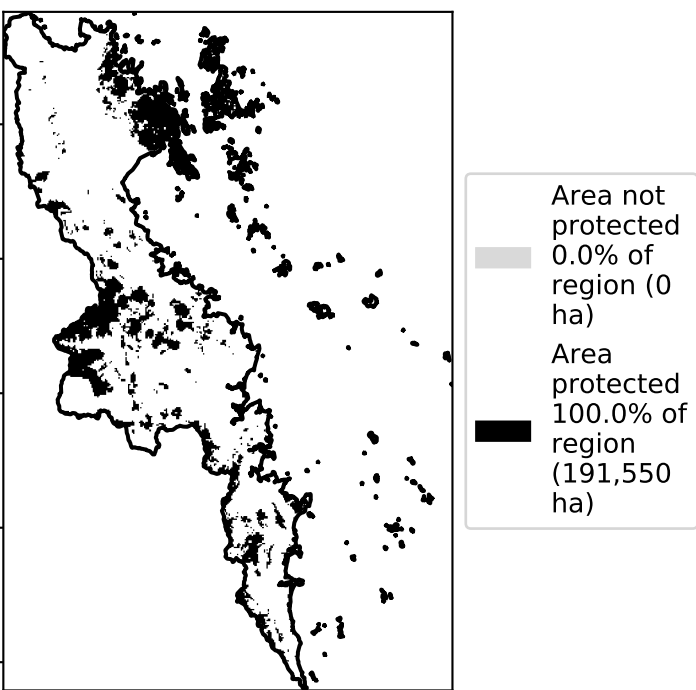 Area not
protected
0.0% of
region (0
ha)
Area
protected
100.0% of
region
(191,550
ha)